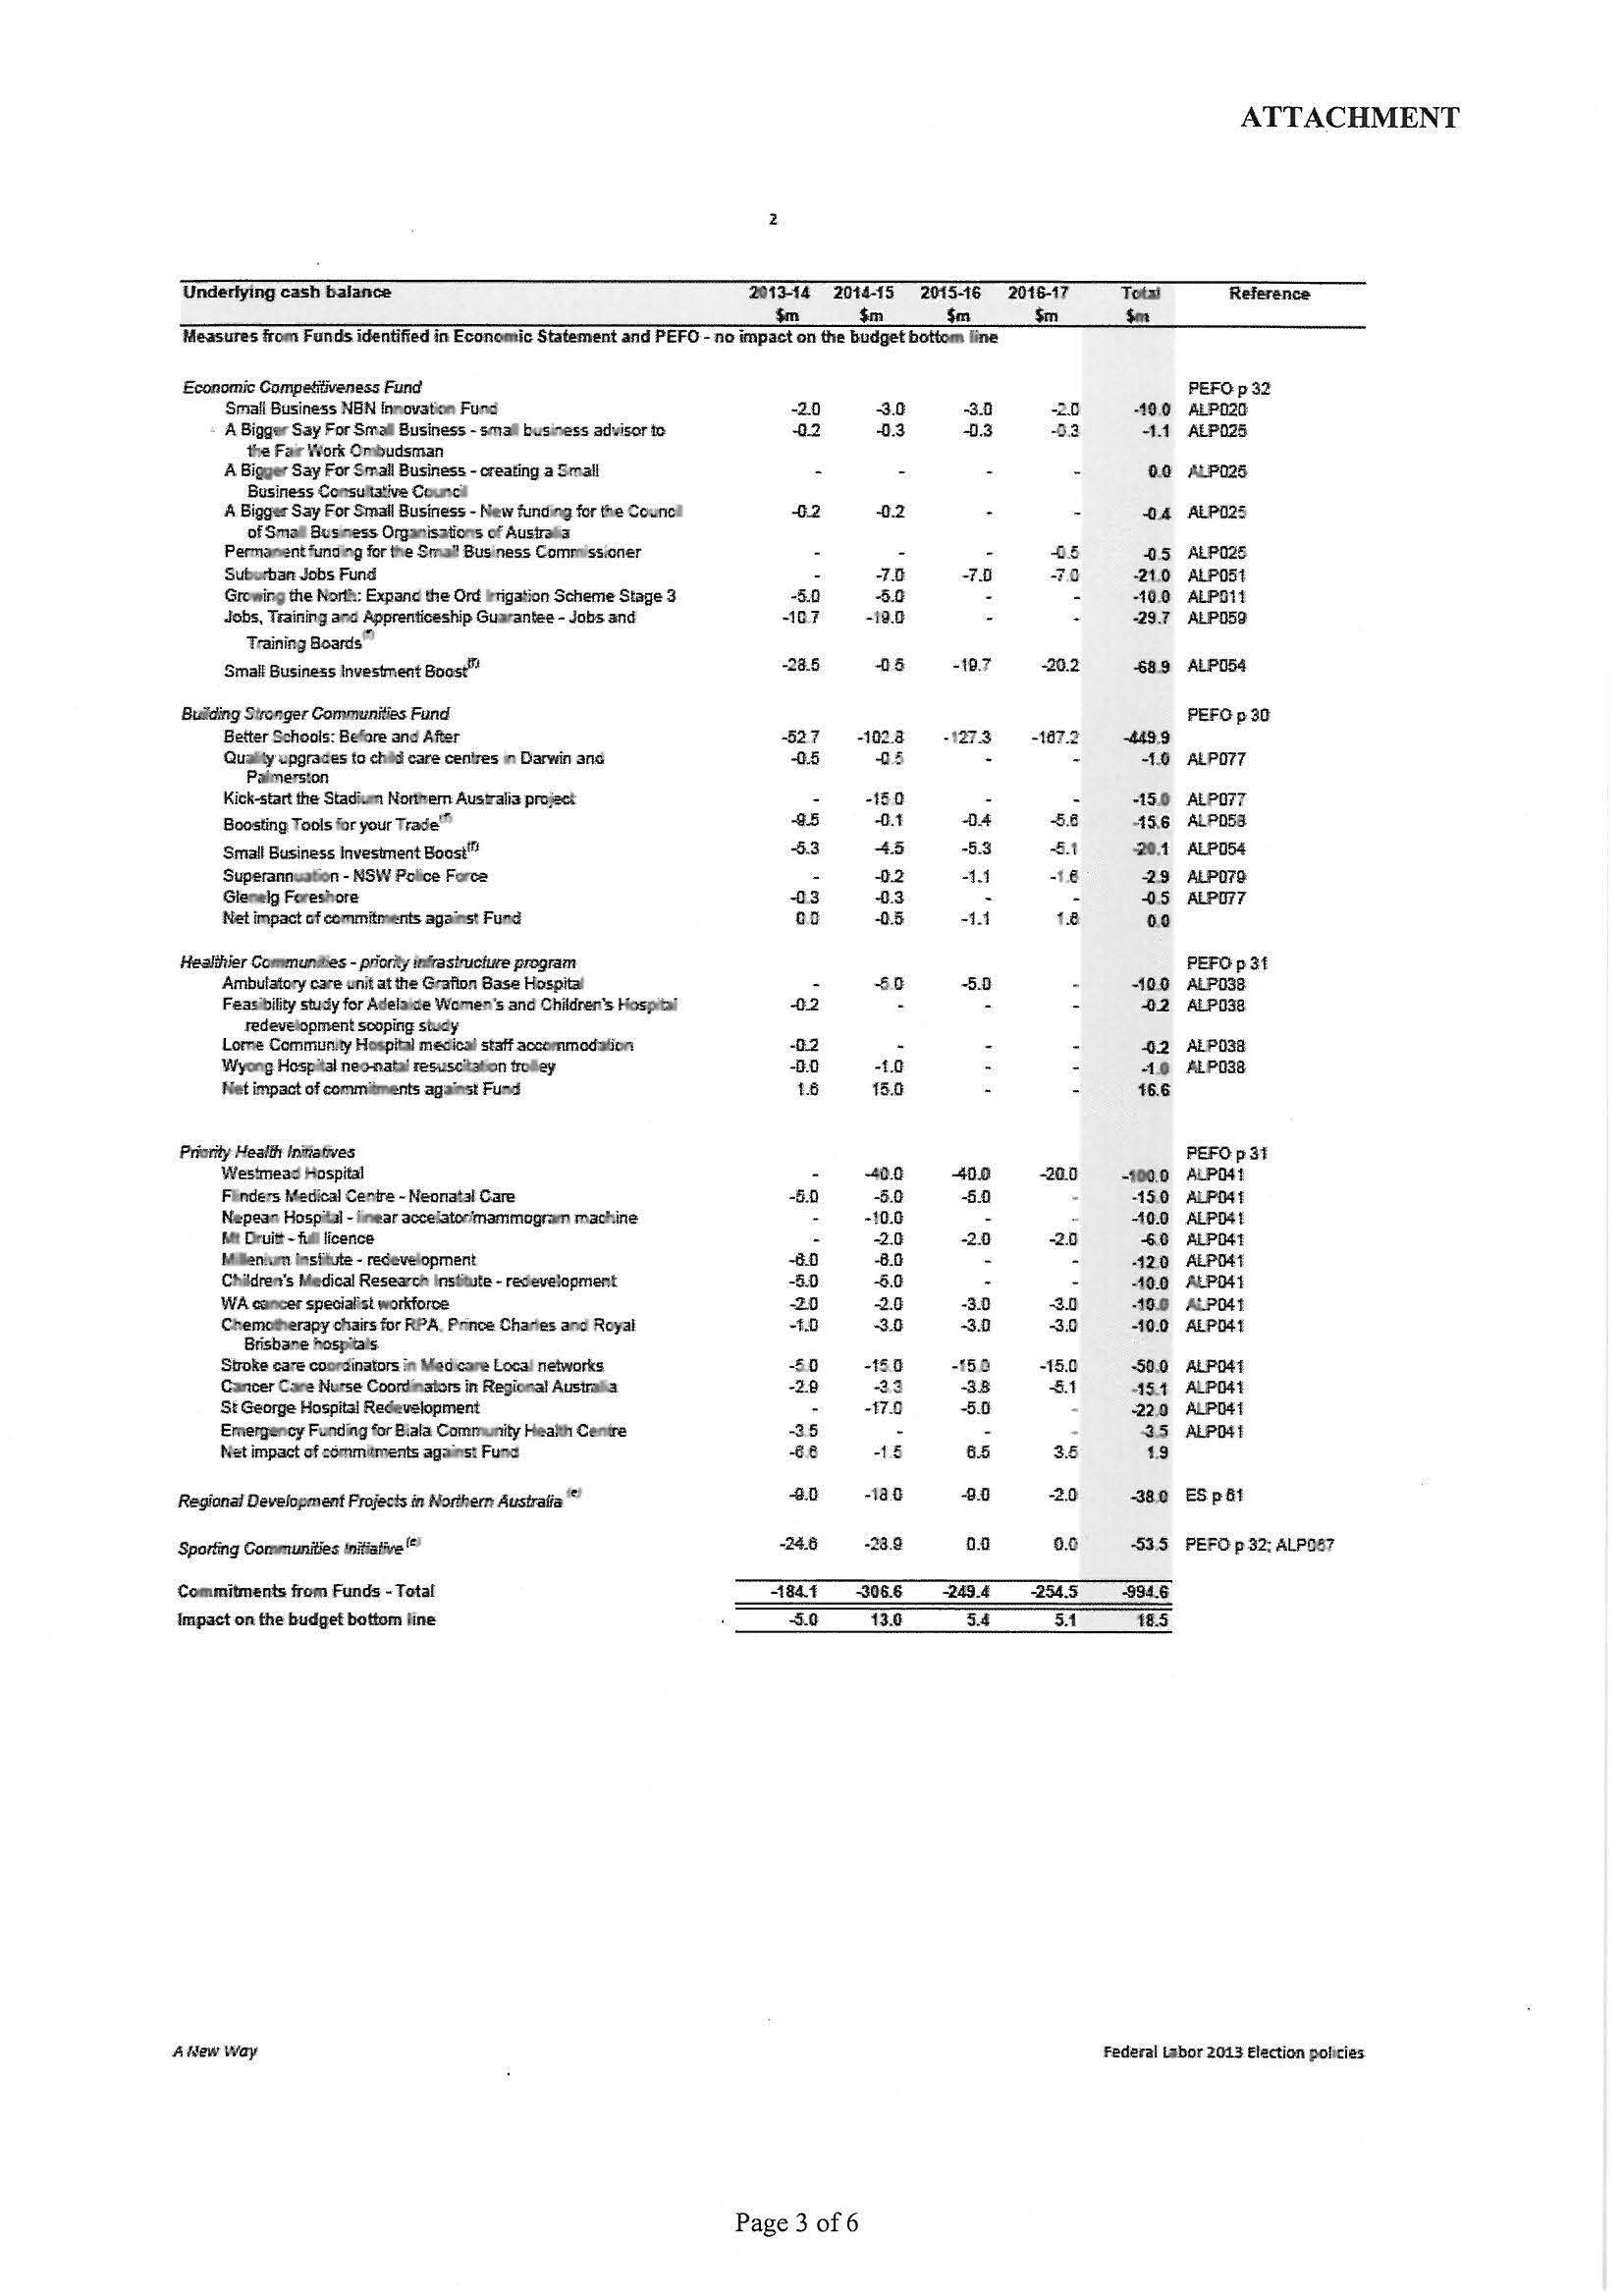 ATTACHMENT
2
Underlying cash balance 2013-14 2014-15 2015-16 2016-17 Total Reference
$m $m $m $m $m
Measures from Funds identified in Economic Statement and PEFO - no impact on the budget bottom line
Economic Competitiveness Fund PEFO p 32
Small Business NBN Innovation Fund -2.0 -3.0 -3.0 -2.0 -10.0 ALP020
A Bigger Say For Small Business - small business advisor to -0.2 -0.3 -0.3 -0.3 -1.1 ALP025
the Fair Work Ombudsman
A Bigger Say For Small Business - creating a Small - - - - 0.0 ALP025
Business Consultative Council
A Bigger Say For Small Business - New funding for the Council -0.2 -0.2 - - -0.4 ALP025
of Small Business Organisations of Australia
Permanent funding for the Small Business Commissioner - - - -0.5 -0.5 ALP025
Suburban Jobs Fund - -7.0 -7.0 -7.0 -21.0 ALP051
Growing the North: Expand the Ord Irrigation Scheme Stage 3 -5.0 -5.0 - - -10.0 ALP011
Jobs, Training and Apprenticeship Guarantee - Jobs and -10.7 -19.0 - - -29.7 ALP059
Training Boards
Small Business Investment Boost(f) -28.5 -0.5 -19.7 -20.2 -68.9 ALP054
Building Stronger Communities Fund PEFO p 30
Better Schools: Before and After -52.7 -102.8 -127.3 -167.2 -449.9
Quality upgrades to child care centres in Darwin and -0.5 -0.5 - - -1.0 ALP077
Palmerston
Kick-start the Stadium Northern Australia project - -15.0 - - -15.0 ALP077
Boosting Tools for your Trade(f) -9.5 -0.1 -0.4 -5.6 -15.6 ALP053
Small Business Investment Boost(f) -5.3 -4.5 -5.3 -5.1 -20.1 ALP054
Superannuation - NSW Police Force - -0.2 -1.1 -1.6 -2.9 ALP079
Glenelg Foreshore -0.3 -0.3 - - -0.5 ALP077
Net impact of commitments against Fund 0.0 -0.5 -1.1 1.6 0.0
Healthier Communities - priority infrastructure program PEFO p 31
Ambulatory care unit at the Grafton Base Hospital - -5.0 -5.0 - -10.0 ALP038
Feasibility study for Adelaide Women's and Children's Hospital -0.2 - - - -0.2 ALP038
redevelopment scoping study
Lorne Community Hospital medical staff accommodation -0.2 - - - -0.2 ALP038
Wyong Hospital neo-natal resuscitation trolley -0.0 -1.0 - - -1.0 ALP038
Net impact of commitments against Fund 1.6 15.0 - - 16.6
Priority Health Initiatives PEFO p 31
Westmead Hospital - -40.0 -40.0 -20.0 -100.0 ALP041
Flinders Medical Centre - Neonatal Care -5.0 -5.0 -5.0 - -15.0 ALP041
Nepean Hospital - linear accelator/mammogram machine - -10.0 - - -10.0 ALP041
Mt Druitt - full licence - -2.0 -2.0 -2.0 -6.0 ALP041
Millenium Institute - redevelopment -6.0 -6.0 - - -12.0 ALP041
Children's Medical Research Institute - redevelopment -5.0 -5.0 - - -10.0 ALP041
WA cancer specialist workforce -2.0 -2.0 -3.0 -3.0 -10.0 ALP041
Chemotherapy chairs for RPA, Prince Charles and Royal -1.0 -3.0 -3.0 -3.0 -10.0 ALP041
Brisbane hospitals
Stroke care coordinators in Medicare Local networks -5.0 -15.0 -15.0 -15.0 -50.0 ALP041
Cancer Care Nurse Coordinators in Regional Australia -2.9 -3.3 -3.8 -5.1 -15.1 ALP041
St George Hospital Redevelopment - -17.0 -5.0 - -22.0 ALP041
Emergency Funding for Biala Community Health Centre -3.5 - - - -3.5 ALP041
Net impact of commitments against Fund -6.6 -1.5 6.5 3.5 1.9
Regional Development Projects in Northern Australia (e) -9.0 -18.0 -9.0 -2.0 -38.0 ES p 61
Sporting Communities Initiative (e) -24.6 -28.9 0.0 0.0 -53.5 PEFO p 32; ALP067
Commitments from Funds - Total -184.1 -306.6 -249.4 -254.5 -994.6
Impact on the budget bottom line -5.0 13.0 5.4 5.1 18.5
A New Way Federal Labor 2013 Election policies
Page 3 of 6